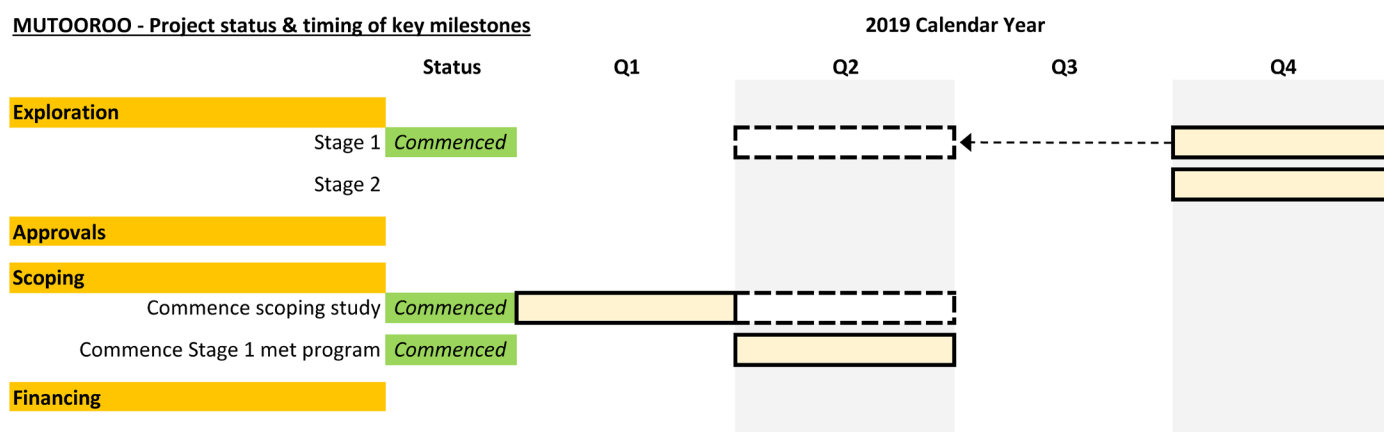 MUTOOROO - Project status & timing of key milestones 2019 Calendar Year
Status Q1 Q2 Q3 Q4
Exploration
Stage 1 Commenced
Stage 2
Approvals
Scoping
Commence scoping study Commenced
Commence Stage 1 met program Commenced
Financing